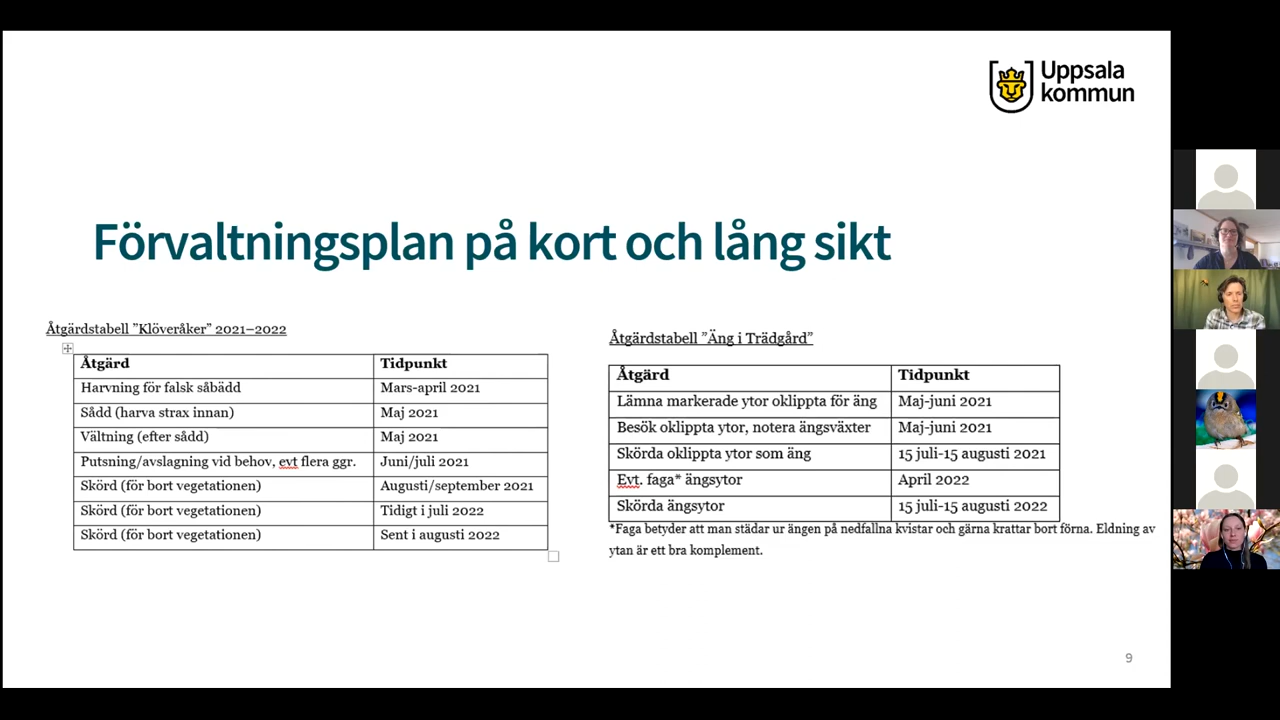 Uppsala
kommun
Förvaltningsplan på kort och lång sikt
Åtgärdstabell ”Klöveråker” 2021–2022
Åtgärd Tidpunkt
Harvning för falsk såbädd Mars-april 2021
Sådd (harva strax innan) Maj 2021
Vältning (efter sådd) Maj 2021
Putsning/avslagning vid behov, evt flera ggr. Juni/juli 2021
Skörd (för bort vegetationen) Augusti/september 2021
Skörd (för bort vegetationen) Tidigt i juli 2022
Skörd (för bort vegetationen) Sent i augusti 2022
Åtgärdstabell ”Äng i Trädgård”
Åtgärd Tidpunkt
Lämna markerade ytor oklippta för äng Maj-juni 2021
Besök oklippta ytor, notera ängsväxter Maj-juni 2021
Skörda oklippta ytor som äng 15 juli-15 augusti 2021
Evt. faga* ängsytor April 2022
Skörda ängsytor 15 juli-15 augusti 2022
*Faga betyder att man städar ur ängen på nedfallna kvistar och gärna krattar bort förna. Eldning av
ytan är ett bra komplement.
9